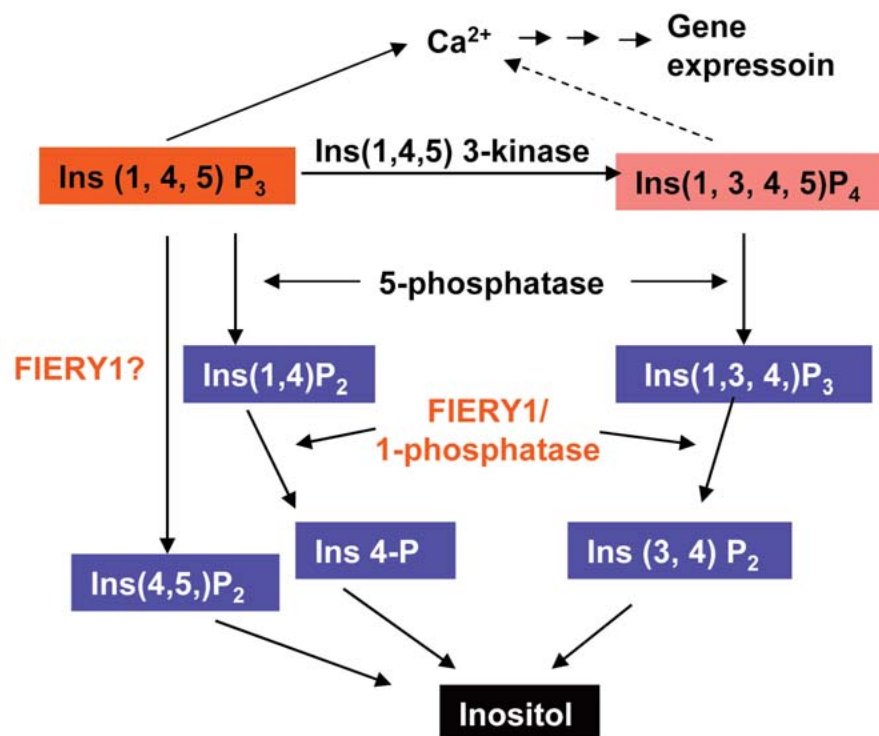 Ca²⁺
Gene
expressoin
Ins(1,4,5) 3-kinase
Ins (1, 4, 5) P₃
Ins(1, 3, 4, 5)P₄
5-phosphatase
FIERY1?
Ins(1,4)P₂
Ins(1,3, 4,)P₃
FIERY1/
1-phosphatase
Ins 4-P
Ins (3, 4) P₂
Ins(4,5,)P₂
Inositol